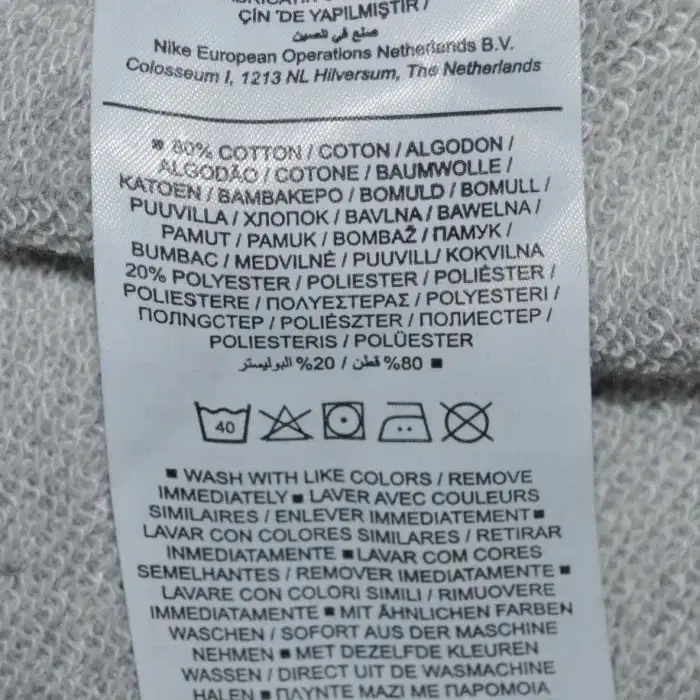 ÇİN 'DE YAPILMIŞTIR /
صنع في الصين
Nike European Operations Netherlands B.V.
Colosseum I, 1213 NL Hilversum, The Netherlands
80% COTTON / COTON / ALGODON /
ALGODÃO / COTONE / BAUMWOLLE /
KATOEN / BAMBAKEPO / BOMULD / BOMULL /
PUUVILLA / ХЛОПОК / BAVLNA / BAWEŁNA /
PAMUT / PAMUK / BOMBAŽ / ПАМУК /
BUMBAC / MEDVILNĖ / PUUVILL/ KOKVILNA
20% POLYESTER / POLIESTER / POLIÉSTER /
POLIESTERE / ΠΟΛΥΕΣΤΕΡΑΣ / POLYESTERI /
ПОЛІNGСТЕР / POLIÉSZTER / ПОЛИЕСТЕР /
POLIESTERIS / POLÜESTER
■ 80% قطن / 20% البوليستر
40
■ WASH WITH LIKE COLORS / REMOVE
IMMEDIATELY ■ LAVER AVEC COULEURS
SIMILAIRES / ENLEVER IMMÉDIATEMENT ■
LAVAR CON COLORES SIMILARES / RETIRAR
INMEDIATAMENTE ■ LAVAR COM CORES
SEMELHANTES / REMOVER IMEDIATAMENTE ■
LAVARE CON COLORI SIMILI / RIMUOVERE
IMMEDIATAMENTE ■ MIT ÄHNLICHEN FARBEN
WASCHEN / SOFORT AUS DER MASCHINE
NEHMEN ■ MET DEZELFDE KLEUREN
WASSEN / DIRECT UIT DE WASMACHINE
HALEN ■ ΠΛΥΝΤΕ ΜΑΖΙ ΜΕ ΠΑΡΟΜΟΙΑ